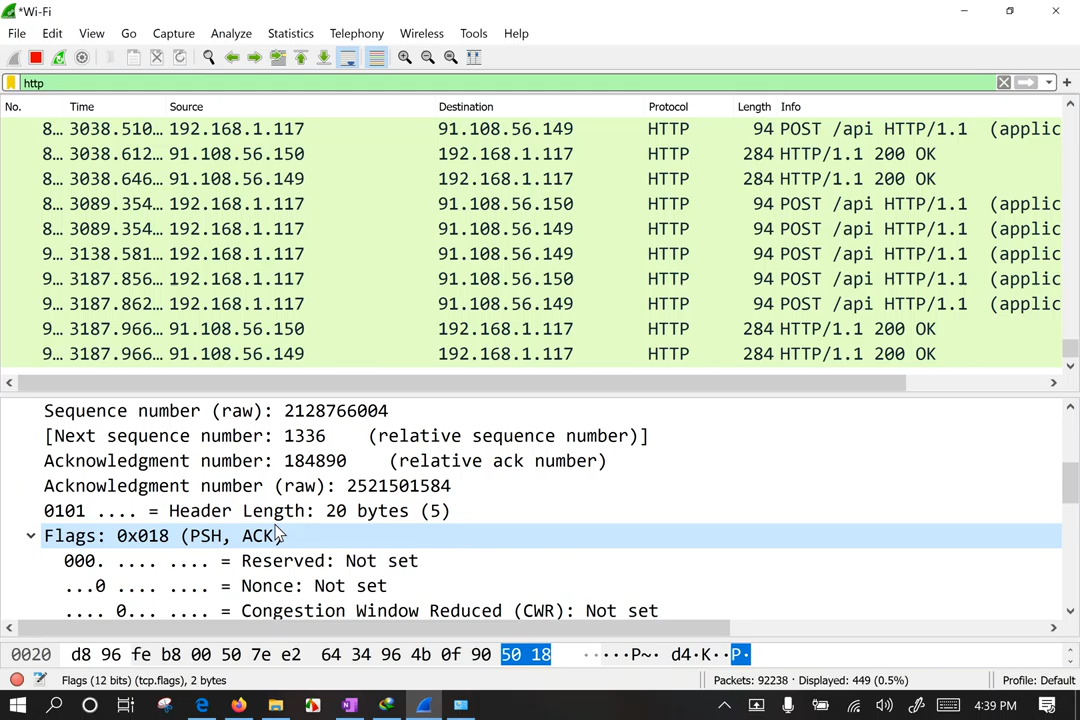 *Wi-Fi
File Edit View Go Capture Analyze Statistics Telephony Wireless Tools Help
http
No. Time Source Destination Protocol Length Info
8… 3038.510… 192.168.1.117 91.108.56.149 HTTP 94 POST /api HTTP/1.1 (applic
8… 3038.612… 91.108.56.150 192.168.1.117 HTTP 284 HTTP/1.1 200 OK
8… 3038.646… 91.108.56.149 192.168.1.117 HTTP 284 HTTP/1.1 200 OK
8… 3089.354… 192.168.1.117 91.108.56.150 HTTP 94 POST /api HTTP/1.1 (applic
8… 3089.354… 192.168.1.117 91.108.56.149 HTTP 94 POST /api HTTP/1.1 (applic
9… 3138.581… 192.168.1.117 91.108.56.149 HTTP 94 POST /api HTTP/1.1 (applic
9… 3187.856… 192.168.1.117 91.108.56.150 HTTP 94 POST /api HTTP/1.1 (applic
9… 3187.862… 192.168.1.117 91.108.56.149 HTTP 94 POST /api HTTP/1.1 (applic
9… 3187.966… 91.108.56.150 192.168.1.117 HTTP 284 HTTP/1.1 200 OK
9… 3187.966… 91.108.56.149 192.168.1.117 HTTP 284 HTTP/1.1 200 OK
Sequence number (raw): 2128766004
[Next sequence number: 1336 (relative sequence number)]
Acknowledgment number: 184890 (relative ack number)
Acknowledgment number (raw): 2521501584
0101 .... = Header Length: 20 bytes (5)
Flags: 0x018 (PSH, ACK)
000. .... .... = Reserved: Not set
...0 .... .... = Nonce: Not set
.... 0... .... = Congestion Window Reduced (CWR): Not set
0020 d8 96 fe b8 00 50 7e e2 64 34 96 4b 0f 90 50 18 ·····P~· d4·K··P·
Flags (12 bits) (tcp.flags), 2 bytes Packets: 92238 · Displayed: 449 (0.5%) Profile: Default
4:39 PM